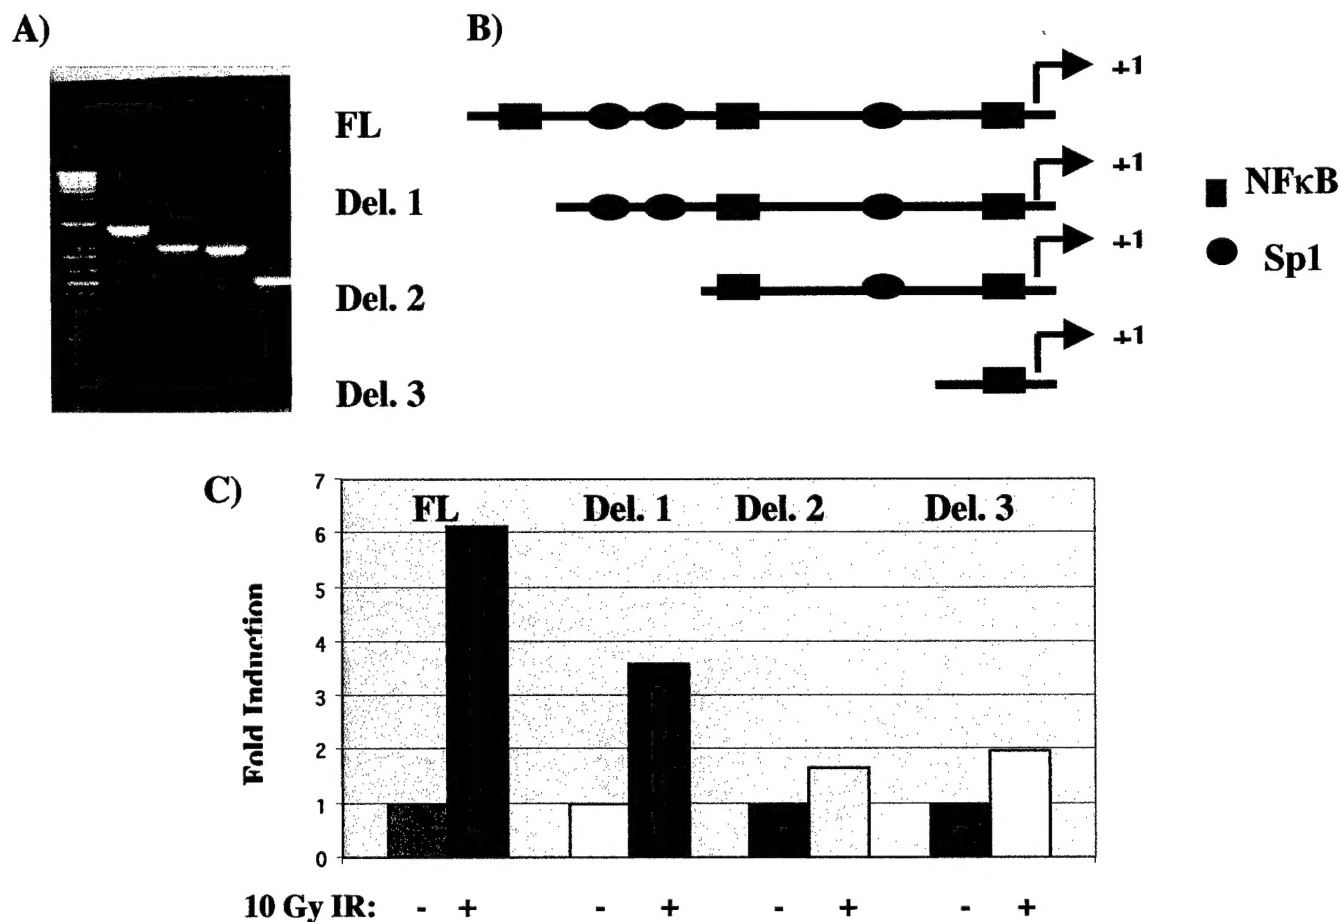 A)
B)
FL
+1
Del. 1
+1
Del. 2
+1
Del. 3
+1
NFκB
Sp1
C)
7
6
5
4
3
2
1
0
Fold Induction
FL Del. 1 Del. 2 Del. 3
10 Gy IR: - + - + - + - +